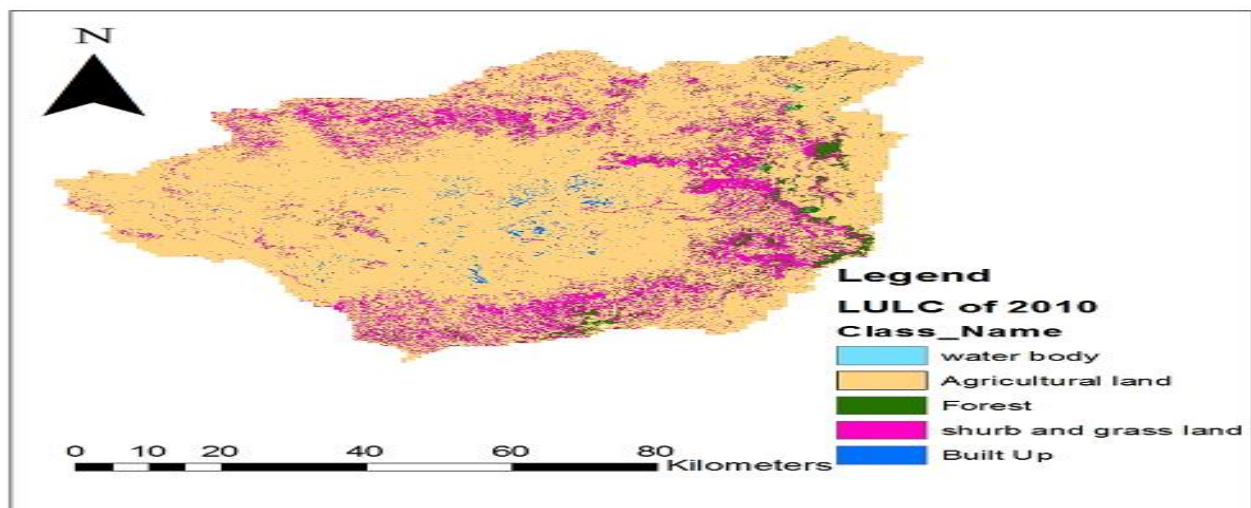 N
Legend
LULC of 2010
Class_Name
water body
Agricultural land
Forest
shurb and grass land
Built Up
0 10 20 40 60 80
Kilometers